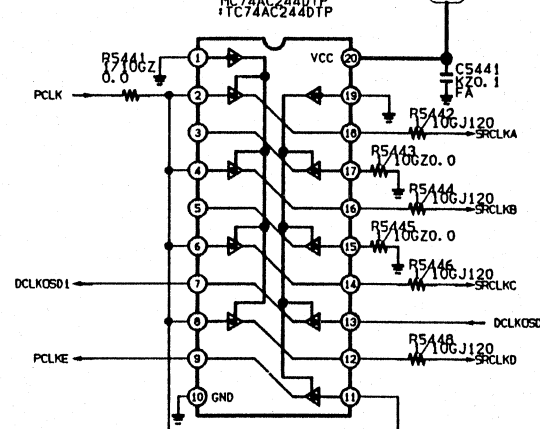 MC74AC244DTP
:TC74AC244DTP
R5441
1/10GZ
0.0
PCLK
1
2
3
4
5
6
7
8
9
10
GND
VCC
20
19
18
17
16
15
14
13
12
11
C5441
KZ0.1
FA
R5442
1/10GJ120
SRCLKA
R5443
1/10GZ0.0
R5444
1/10GJ120
SRCLKB
R5445
1/10GZ0.0
R5446
1/10GJ120
SRCLKC
DCLKOSD1
DCLKOSD
R5448
1/10GJ120
SRCLKD
PCLKE